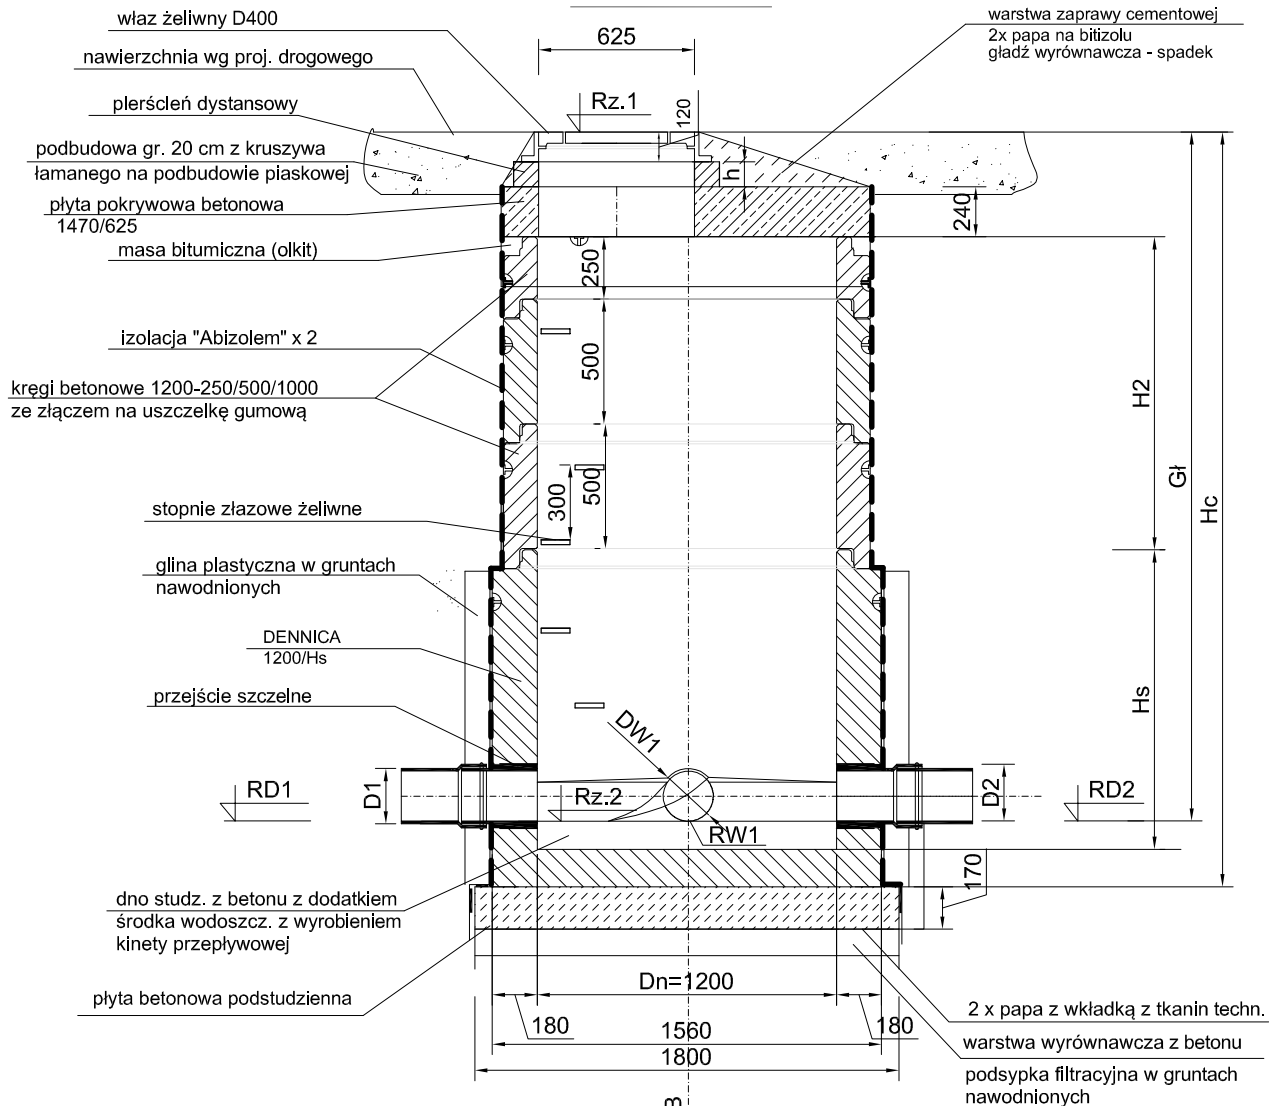 właz żeliwny D400
nawierzchnia wg proj. drogowego
pIerścIeń dystansowy
podbudowa gr. 20 cm z kruszywa
łamanego na podbudowie piaskowej
płyta pokrywowa betonowa
1470/625
masa bitumiczna (olkit)
izolacja "Abizolem" x 2
kręgi betonowe 1200-250/500/1000
ze złączem na uszczelkę gumową
stopnie złazowe żeliwne
glina plastyczna w gruntach
nawodnionych
DENNICA
1200/Hs
przejście szczelne
RD1
D1
dno studz. z betonu z dodatkiem
środka wodoszcz. z wyrobieniem
kinety przepływowej
płyta betonowa podstudzienna
625
Rz.1
120
h
240
250
500
500
300
DW1
Rz.2
RW1
D2
RD2
H2
Hs
Gł
Hc
170
Dn=1200
180
180
1560
1800
B
warstwa zaprawy cementowej
2x papa na bitizolu
gładź wyrównawcza - spadek
2 x papa z wkładką z tkanin techn.
warstwa wyrównawcza z betonu
podsypka filtracyjna w gruntach
nawodnionych